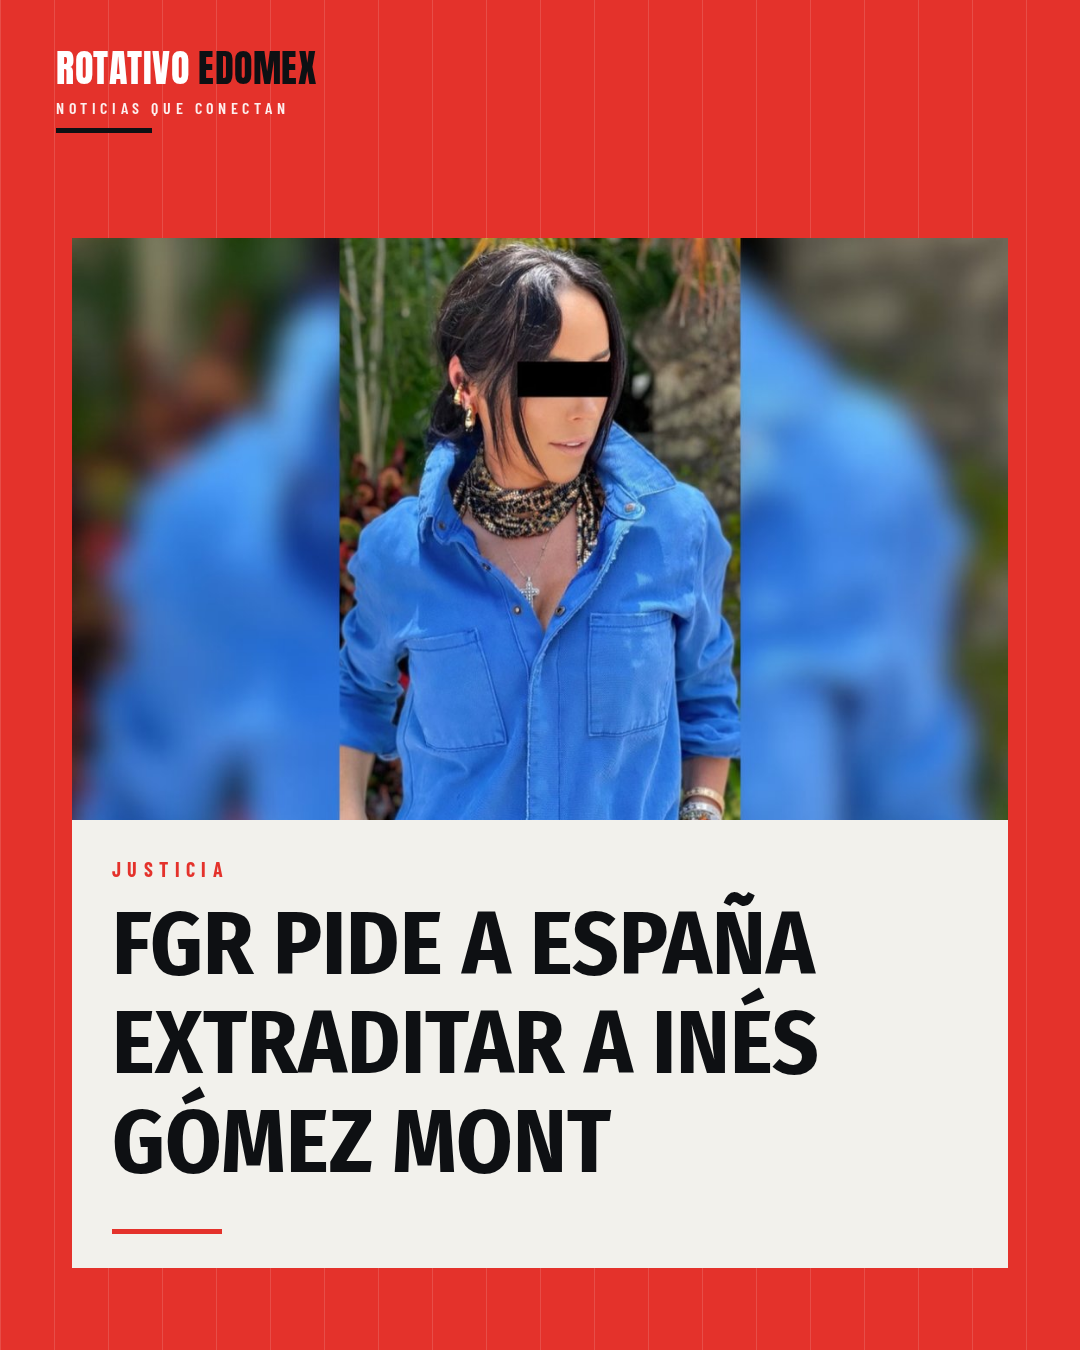 ROTATIVO EDOMEX
NOTICIAS QUE CONECTAN
JUSTICIA
FGR PIDE A ESPAÑA
EXTRADITAR A INÉS
GÓMEZ MONT